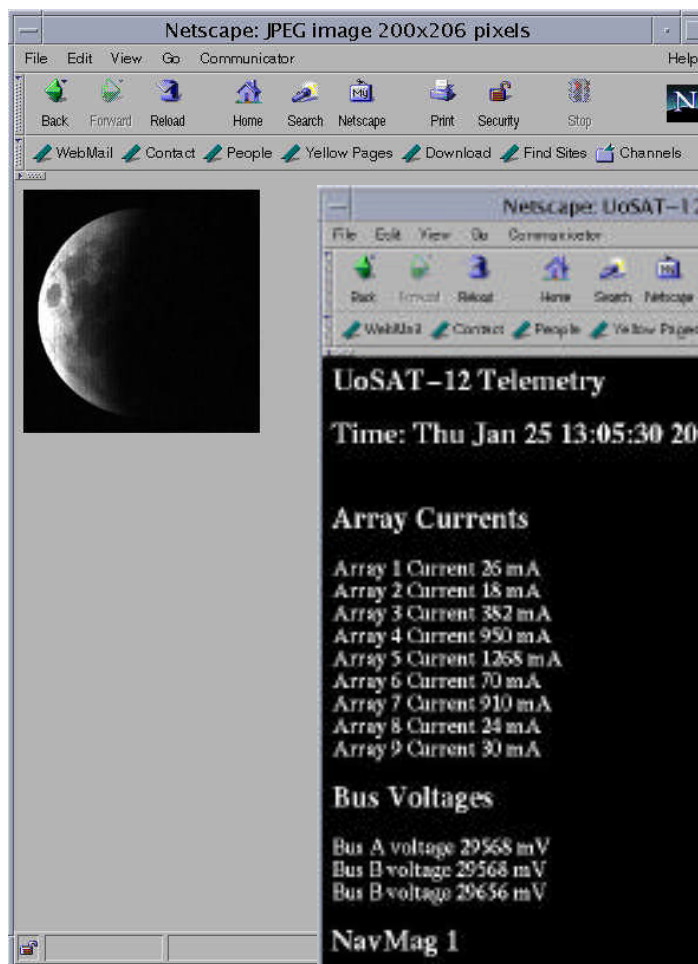 Netscape: JPEG image 200x206 pixels
File Edit View Go Communicator Help
Back Forward Reload Home Search Netscape Print Security Stop
My
N
WebMail Contact People Yellow Pages Download Find Sites Channels
Netscape: UoSAT-12
File Edit View Go Communicator
Back Forward Reload Home Search Netscape
My
WebMail Contact People Yellow Pages
UoSAT-12 Telemetry
Time: Thu Jan 25 13:05:30 20
Array Currents
Array 1 Current 26 mA
Array 2 Current 18 mA
Array 3 Current 382 mA
Array 4 Current 950 mA
Array 5 Current 1268 mA
Array 6 Current 70 mA
Array 7 Current 910 mA
Array 8 Current 24 mA
Array 9 Current 30 mA
Bus Voltages
Bus A voltage 29568 mV
Bus B voltage 29568 mV
Bus B voltage 29656 mV
NavMag 1